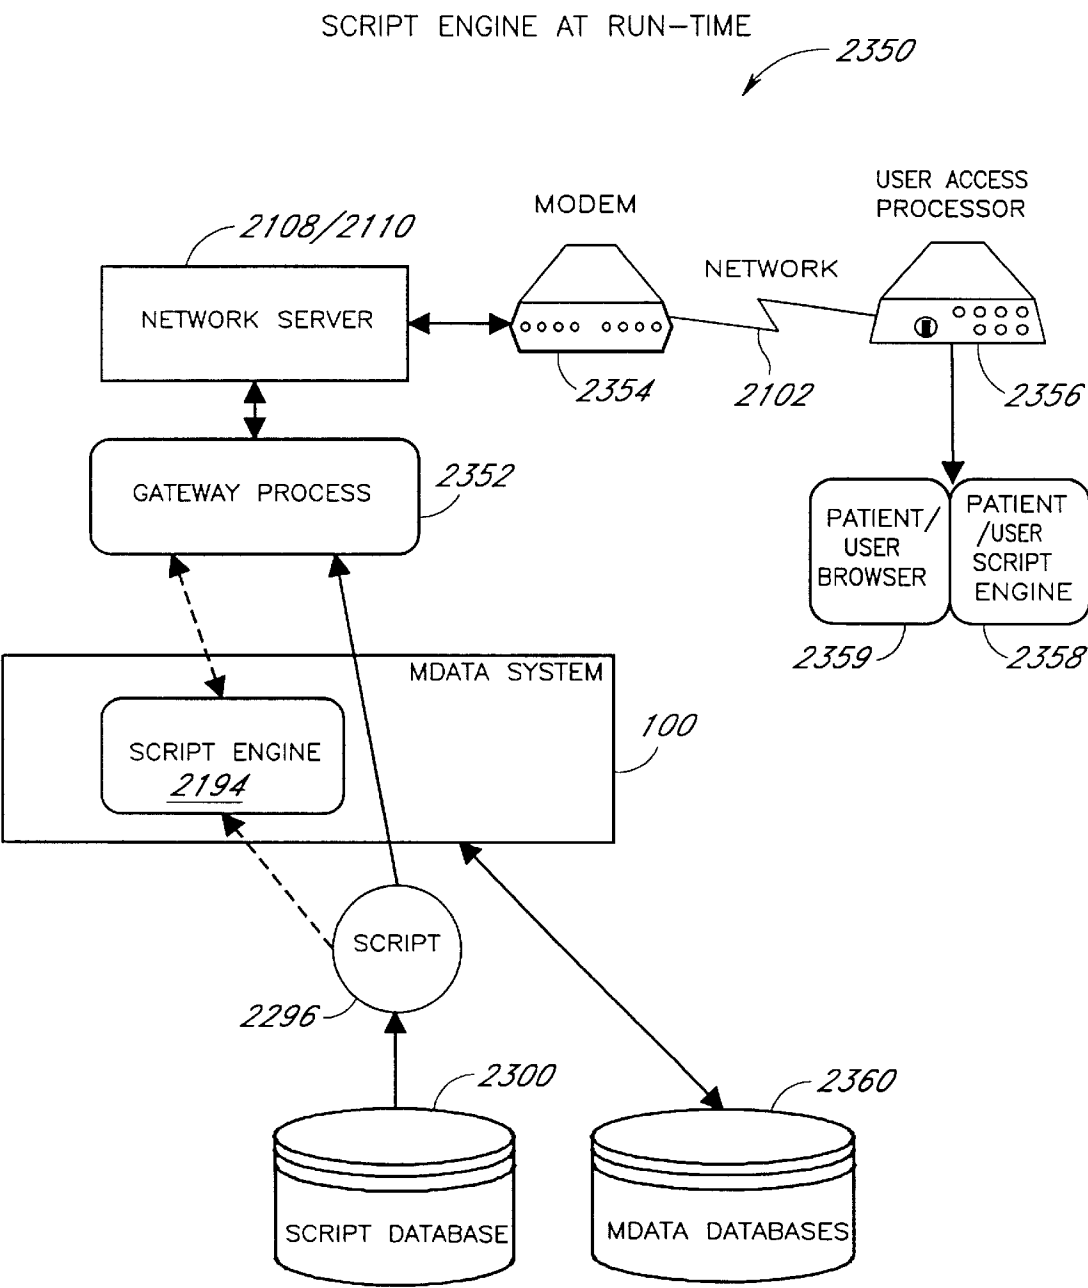 SCRIPT ENGINE AT RUN-TIME
2350
USER ACCESS
PROCESSOR
MODEM
2108/2110
NETWORK
NETWORK SERVER
2354
2102
2356
GATEWAY PROCESS
2352
PATIENT/
USER
BROWSER
PATIENT
/USER
SCRIPT
ENGINE
2359
2358
MDATA SYSTEM
100
SCRIPT ENGINE
2194
SCRIPT
2296
2300
2360
SCRIPT DATABASE
MDATA DATABASES